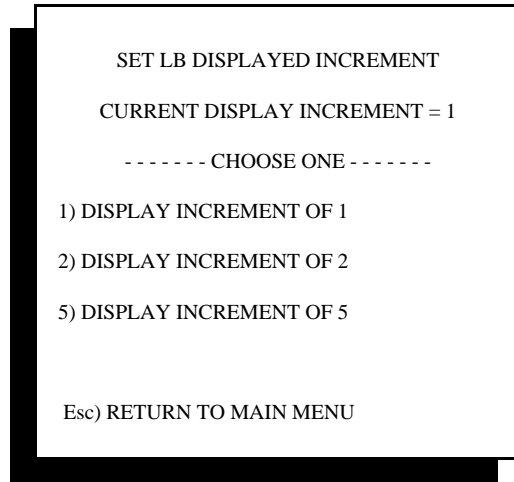 SET LB DISPLAYED INCREMENT
CURRENT DISPLAY INCREMENT = 1
- - - - - - - CHOOSE ONE - - - - - - -
1) DISPLAY INCREMENT OF 1
2) DISPLAY INCREMENT OF 2
5) DISPLAY INCREMENT OF 5
Esc) RETURN TO MAIN MENU